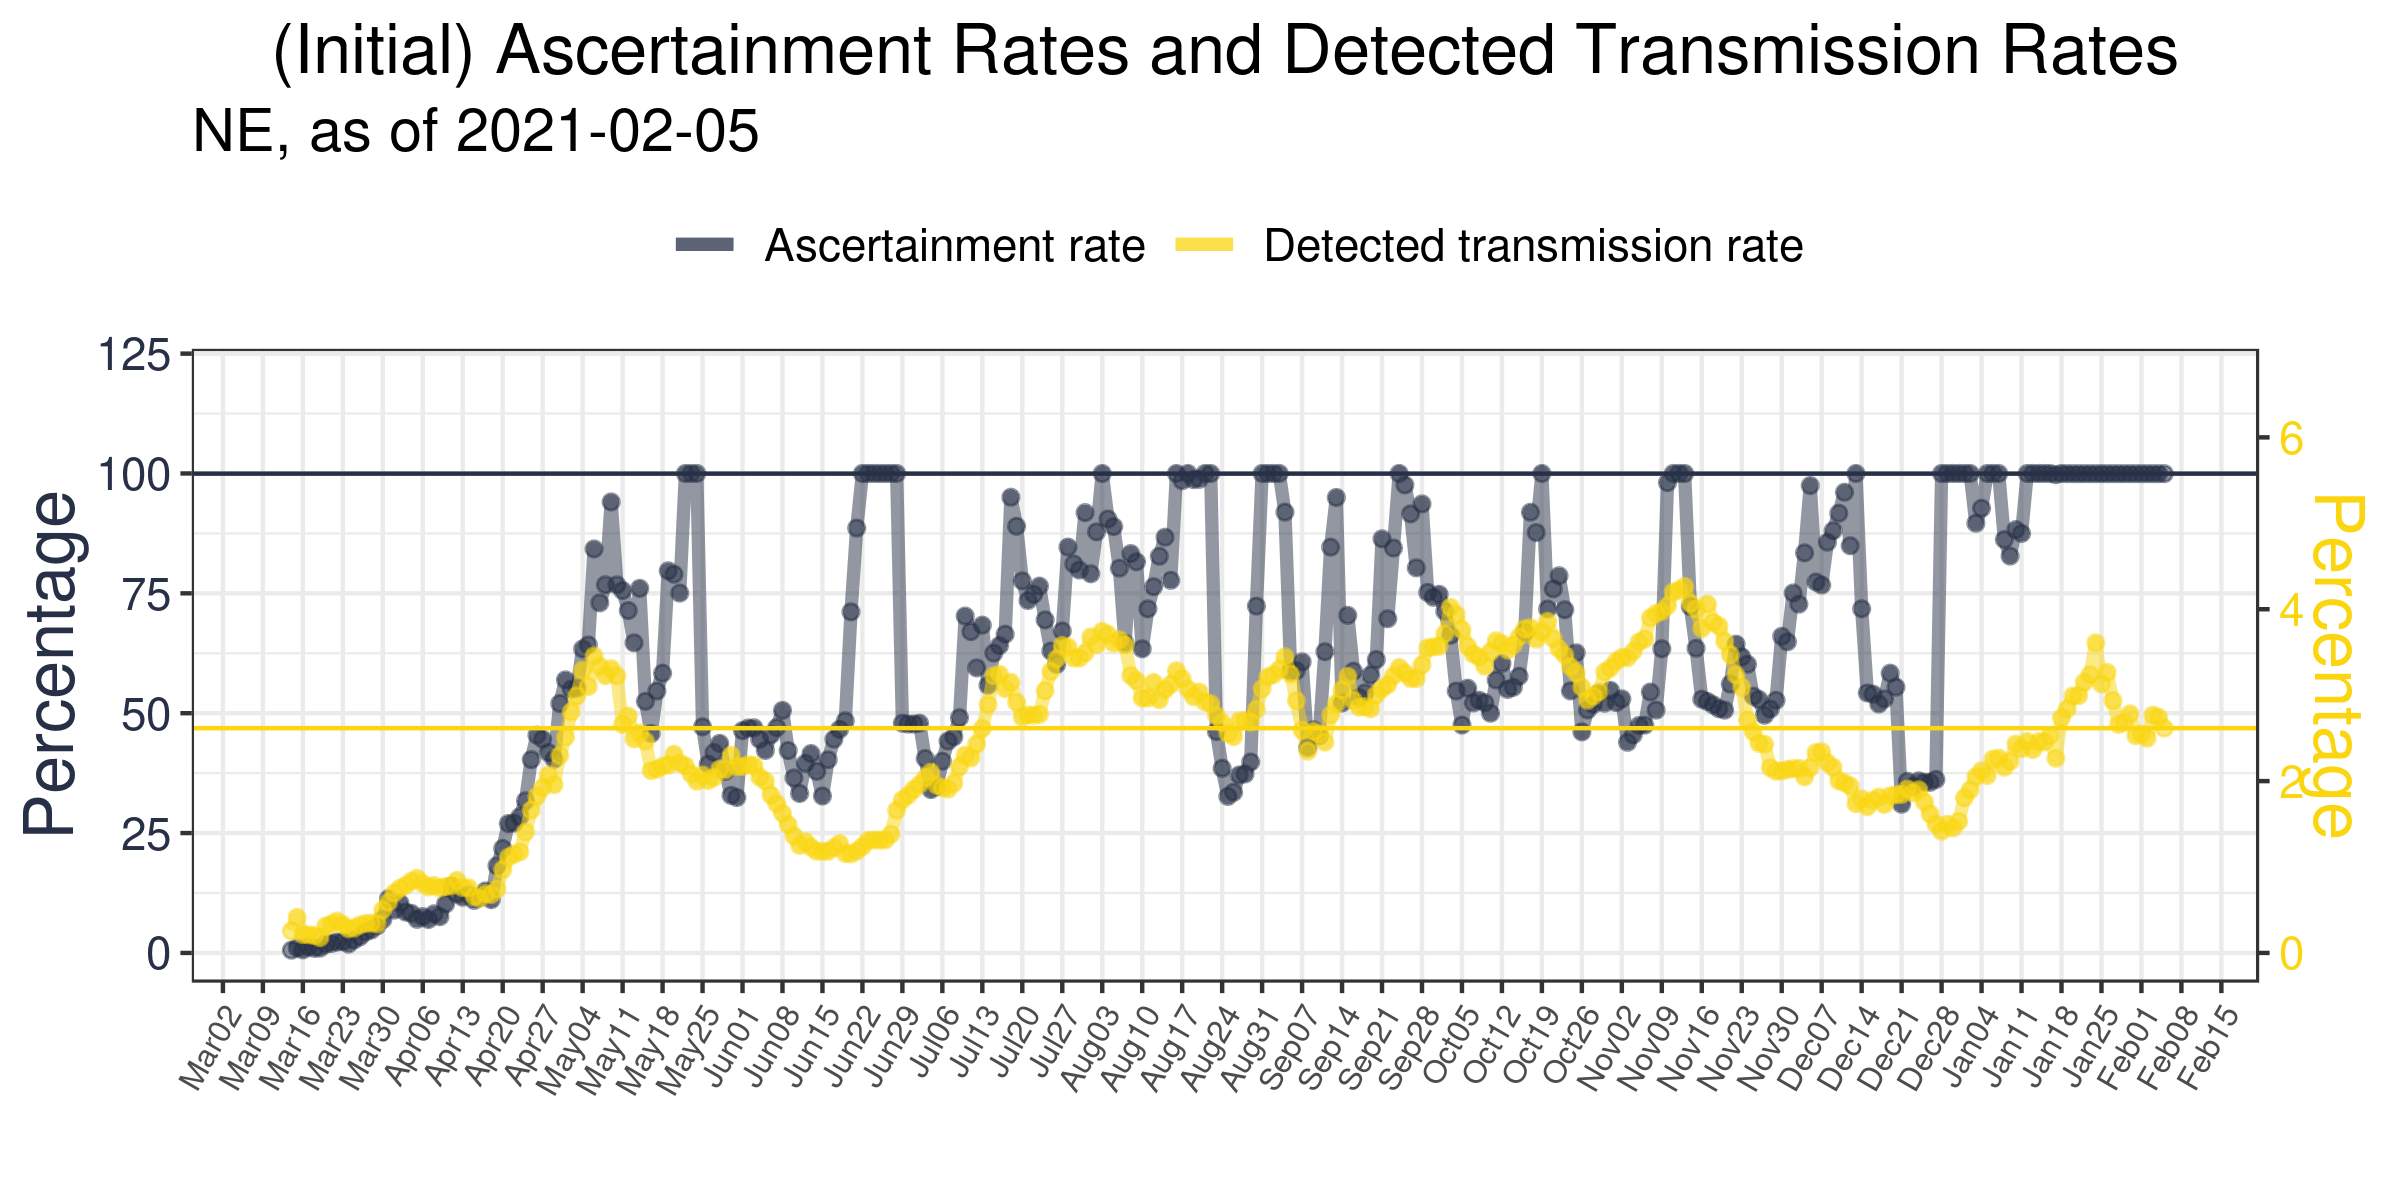 (Initial) Ascertainment Rates and Detected Transmission Rates
NE, as of 2021-02-05
Ascertainment rate Detected transmission rate
125
100
75
50
25
0
Percentage
6
4
2
0
Percentage
Mar02 Mar09 Mar16 Mar23 Mar30 Apr06 Apr13 Apr20 Apr27 May04 May11 May18 May25 Jun01 Jun08 Jun15 Jun22 Jun29 Jul06 Jul13 Jul20 Jul27 Aug03 Aug10 Aug17 Aug24 Aug31 Sep07 Sep14 Sep21 Sep28 Oct05 Oct12 Oct19 Oct26 Nov02 Nov09 Nov16 Nov23 Nov30 Dec07 Dec14 Dec21 Dec28 Jan04 Jan11 Jan18 Jan25 Feb01 Feb08 Feb15